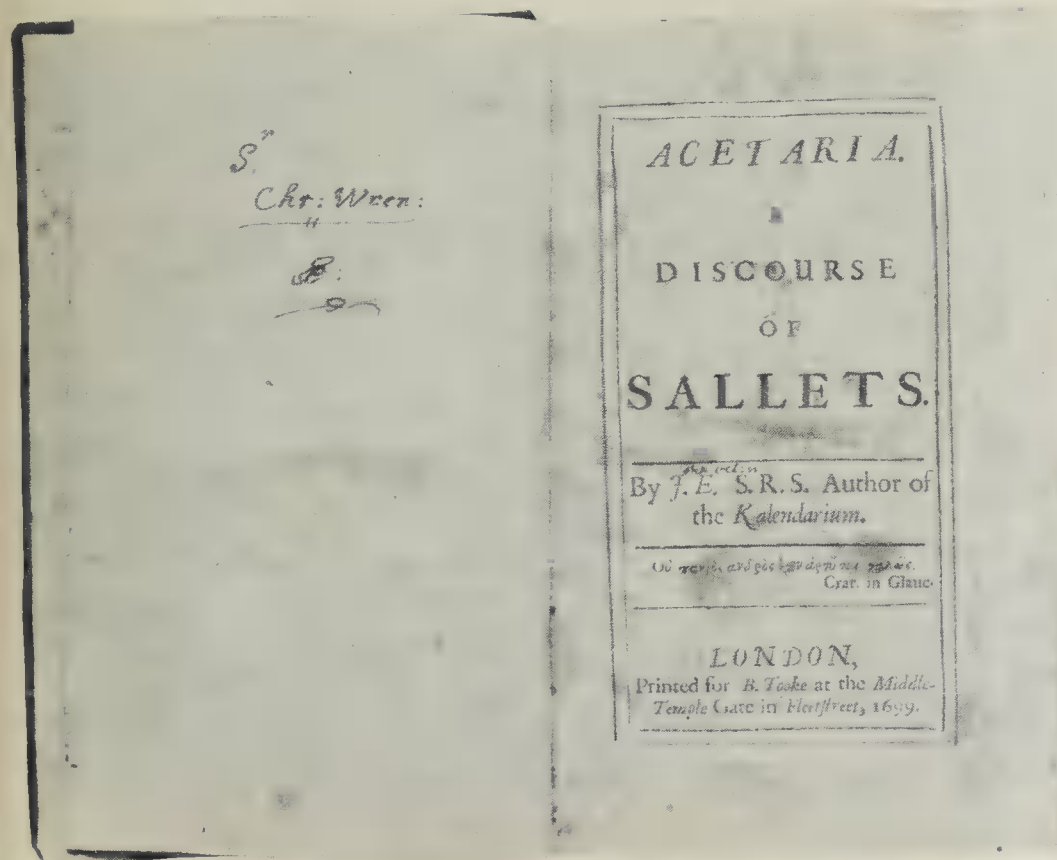 Sr
Chr: Wren:
ACETARIA.
A
DISCOURSE
OF
SALLETS.
By J. E. S.R.S. Author of
the Kalendarium.
Crat. in Glauc.
LONDON,
Printed for B. Tooke at the Middle-
Temple Gate in Fleetstreet, 1699.